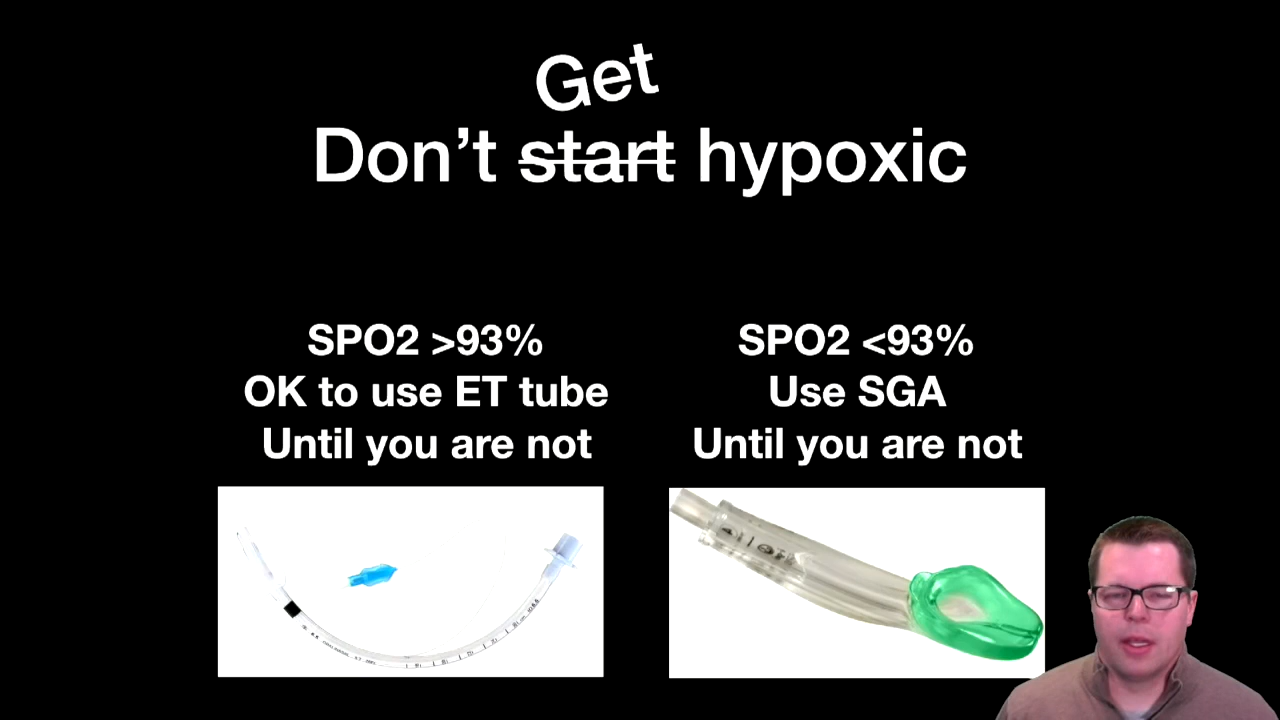 Get
Don't start hypoxic
SPO2 >93%
OK to use ET tube
Until you are not
SPO2 <93%
Use SGA
Until you are not